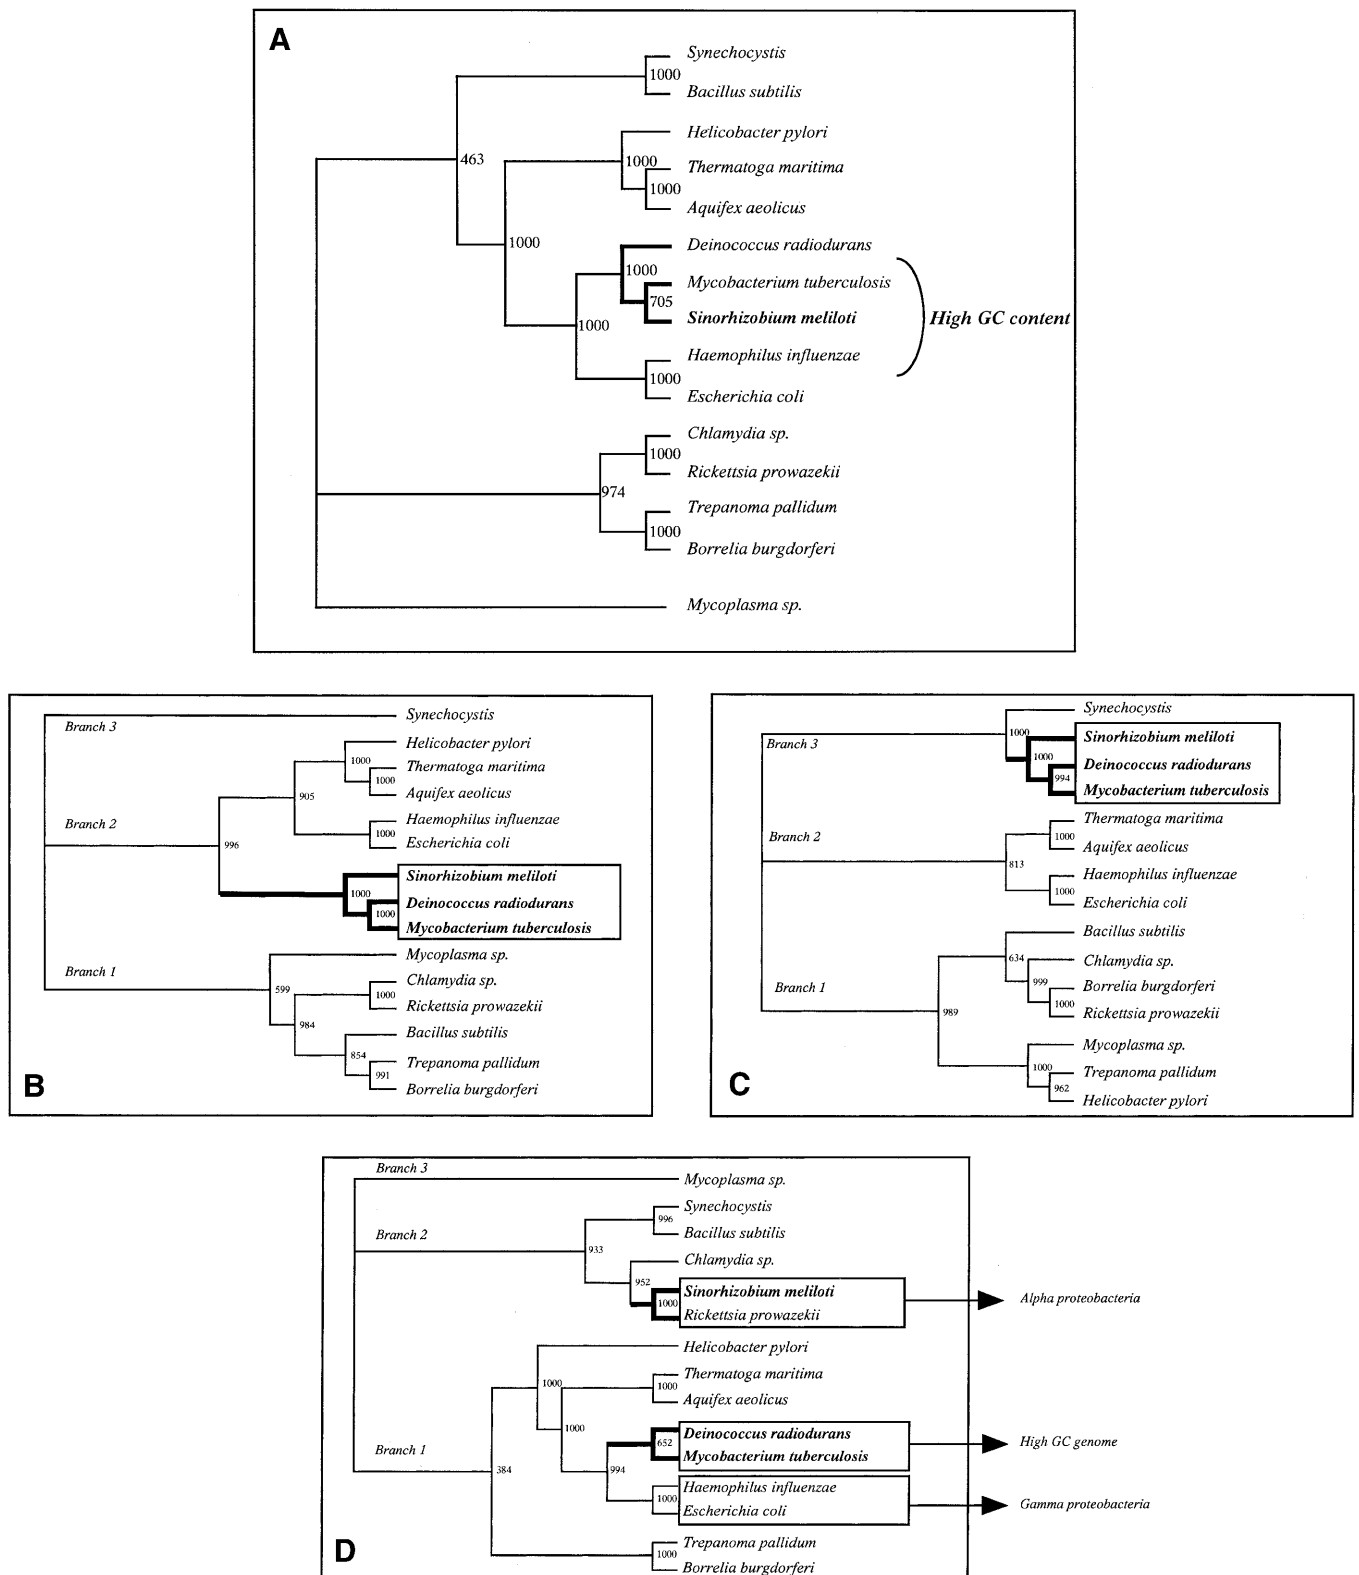 A
Synechocystis
1000
Bacillus subtilis
Helicobacter pylori
463
1000
Thermatoga maritima
1000
Aquifex aeolicus
1000
Deinococcus radiodurans
1000
Mycobacterium tuberculosis
705
Sinorhizobium meliloti
High GC content
1000
Haemophilus influenzae
1000
Escherichia coli
Chlamydia sp.
1000
Rickettsia prowazekii
974
Trepanoma pallidum
1000
Borrelia burgdorferi
Mycoplasma sp.
Synechocystis
Branch 3
Helicobacter pylori
1000
Thermatoga maritima
1000
Aquifex aeolicus
905
Haemophilus influenzae
Branch 2
1000
Escherichia coli
996
Sinorhizobium meliloti
1000
Deinococcus radiodurans
1000
Mycobacterium tuberculosis
Mycoplasma sp.
Branch 1
Chlamydia sp.
599
1000
Rickettsia prowazekii
984
Bacillus subtilis
854
Trepanoma pallidum
991
Borrelia burgdorferi
B
Synechocystis
1000
Sinorhizobium meliloti
Branch 3
1000
Deinococcus radiodurans
994
Mycobacterium tuberculosis
Thermatoga maritima
Branch 2
1000
Aquifex aeolicus
813
Haemophilus influenzae
1000
Escherichia coli
Bacillus subtilis
634
Chlamydia sp.
999
Borrelia burgdorferi
Branch 1
1000
Rickettsia prowazekii
989
Mycoplasma sp.
1000
Trepanoma pallidum
962
Helicobacter pylori
C
Branch 3
Mycoplasma sp.
Synechocystis
996
Branch 2
Bacillus subtilis
933
Chlamydia sp.
952
Sinorhizobium meliloti
1000
Alpha proteobacteria
Rickettsia prowazekii
Helicobacter pylori
1000
Thermatoga maritima
1000
Aquifex aeolicus
1000
Deinococcus radiodurans
652
High GC genome
Branch 1
Mycobacterium tuberculosis
384
994
Haemophilus influenzae
1000
Gamma proteobacteria
Escherichia coli
Trepanoma pallidum
1000
Borrelia burgdorferi
D